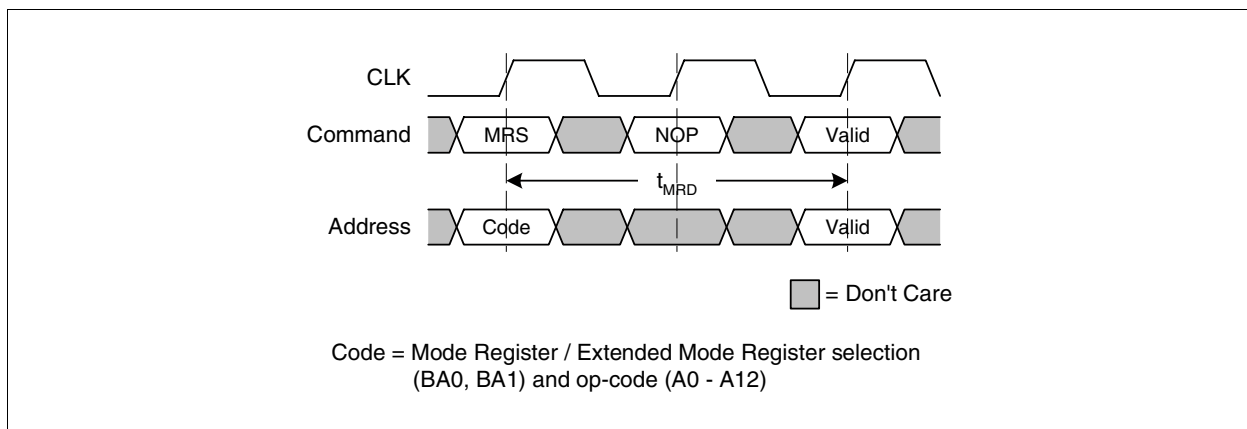 CLK
Command MRS NOP Valid
tMRD
Address Code Valid
= Don't Care
Code = Mode Register / Extended Mode Register selection
(BA0, BA1) and op-code (A0 - A12)